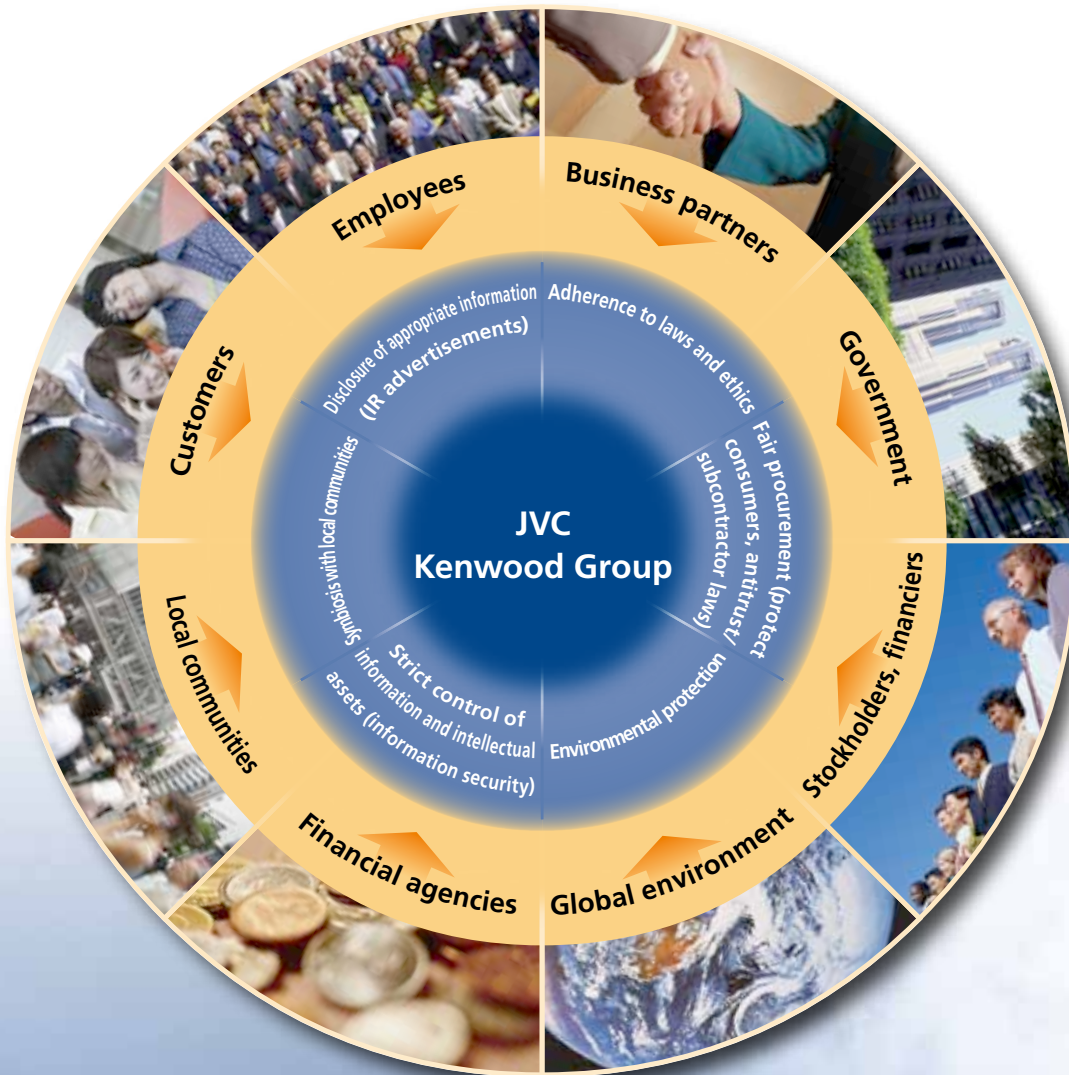 Employees
Business partners
Government
Stockholders, financiers
Global environment
Financial agencies
Local communities
Customers
Disclosure of appropriate information
(IR advertisements)
Adherence to laws and ethics
Fair procurement (protect
consumers, antitrust/
subcontractor laws)
Environmental protection
Strict control of
information and intellectual
assets (information security)
Symbiosis with local communities
JVC
Kenwood Group